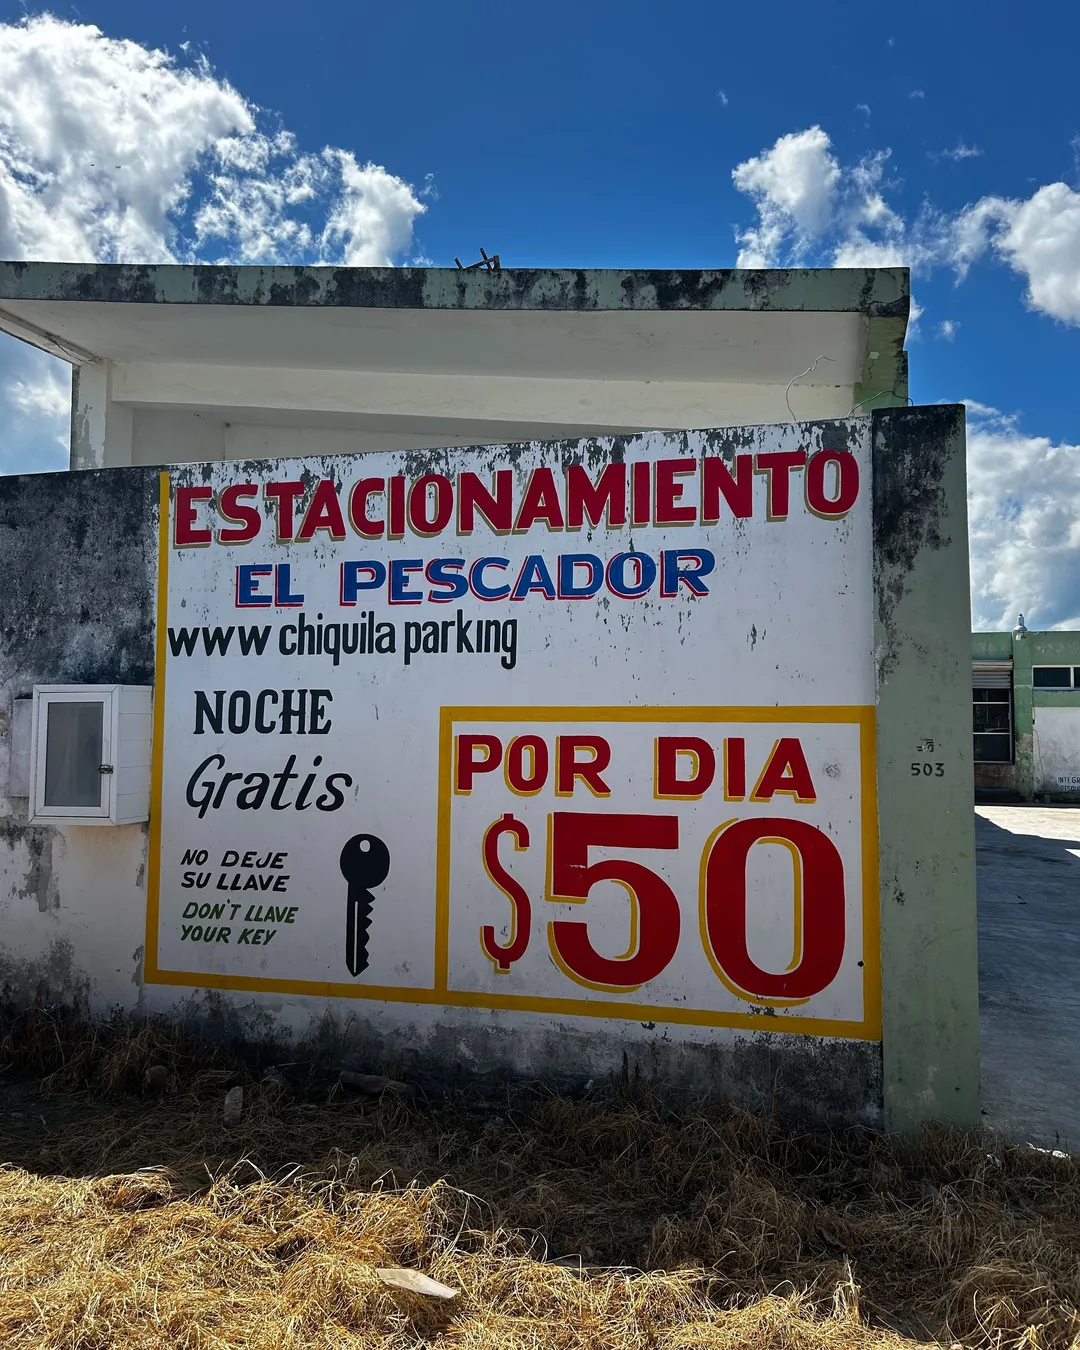 ESTACIONAMIENTO
EL PESCADOR
www chiquila parking
NOCHE
Gratis
NO DEJE
SU LLAVE
DON'T LLAVE
YOUR KEY
POR DIA
$50
503